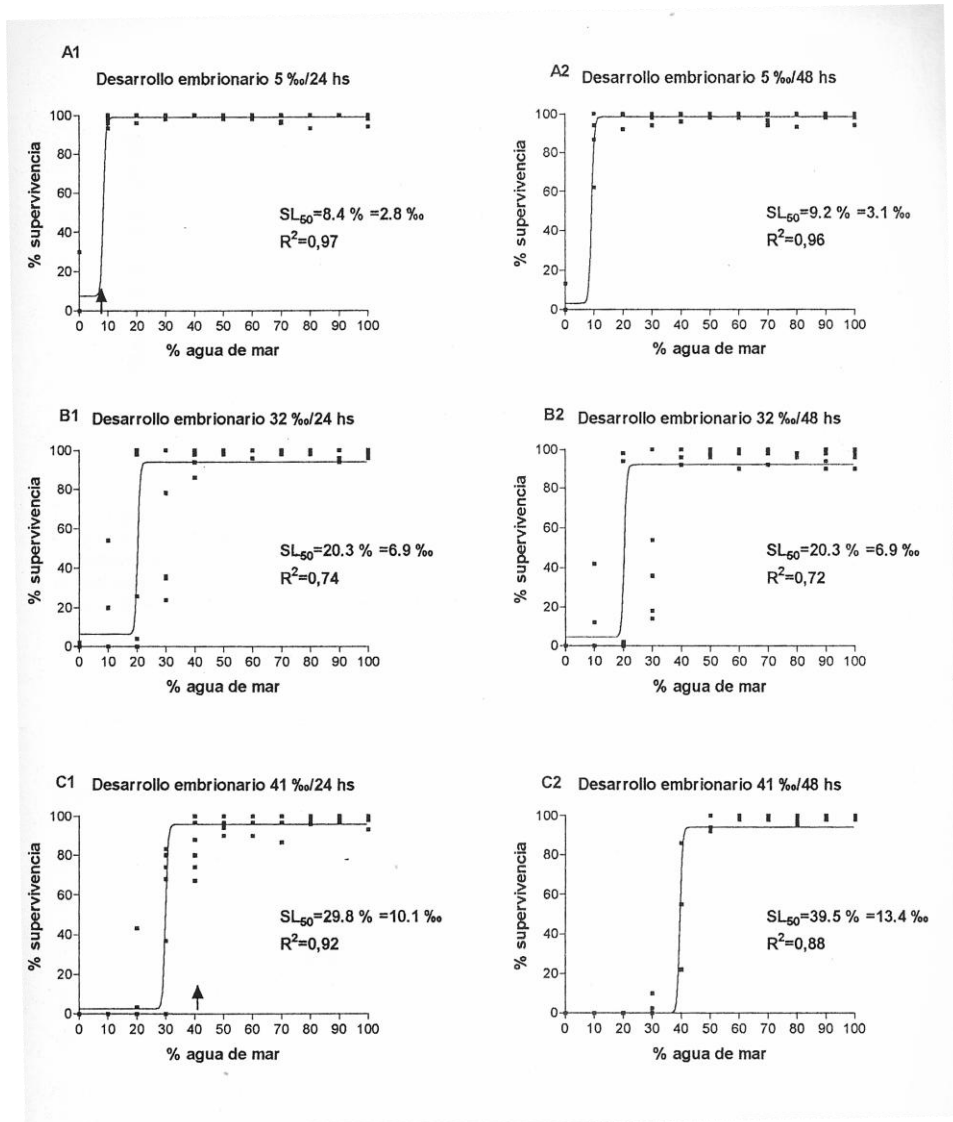 A1
Desarrollo embrionario 5 ‰/24 hs
% supervivencia
100
80
60
40
20
0
SL50=8.4 % =2.8 ‰
R2=0,97
0 10 20 30 40 50 60 70 80 90 100
% agua de mar
A2 Desarrollo embrionario 5 ‰/48 hs
% supervivencia
100
80
60
40
20
0
SL50=9.2 % =3.1 ‰
R2=0,96
0 10 20 30 40 50 60 70 80 90 100
% agua de mar
B1 Desarrollo embrionario 32 ‰/24 hs
% supervivencia
100
80
60
40
20
0
SL50=20.3 % =6.9 ‰
R2=0,74
0 10 20 30 40 50 60 70 80 90 100
% agua de mar
B2 Desarrollo embrionario 32 ‰/48 hs
% supervivencia
100
80
60
40
20
0
SL50=20.3 % =6.9 ‰
R2=0,72
0 10 20 30 40 50 60 70 80 90 100
% agua de mar
C1 Desarrollo embrionario 41 ‰/24 hs
% supervivencia
100
80
60
40
20
0
SL50=29.8 % =10.1 ‰
R2=0,92
0 10 20 30 40 50 60 70 80 90 100
% agua de mar
C2 Desarrollo embrionario 41 ‰/48 hs
% supervivencia
100
80
60
40
20
0
SL50=39.5 % =13.4 ‰
R2=0,88
0 10 20 30 40 50 60 70 80 90 100
% agua de mar